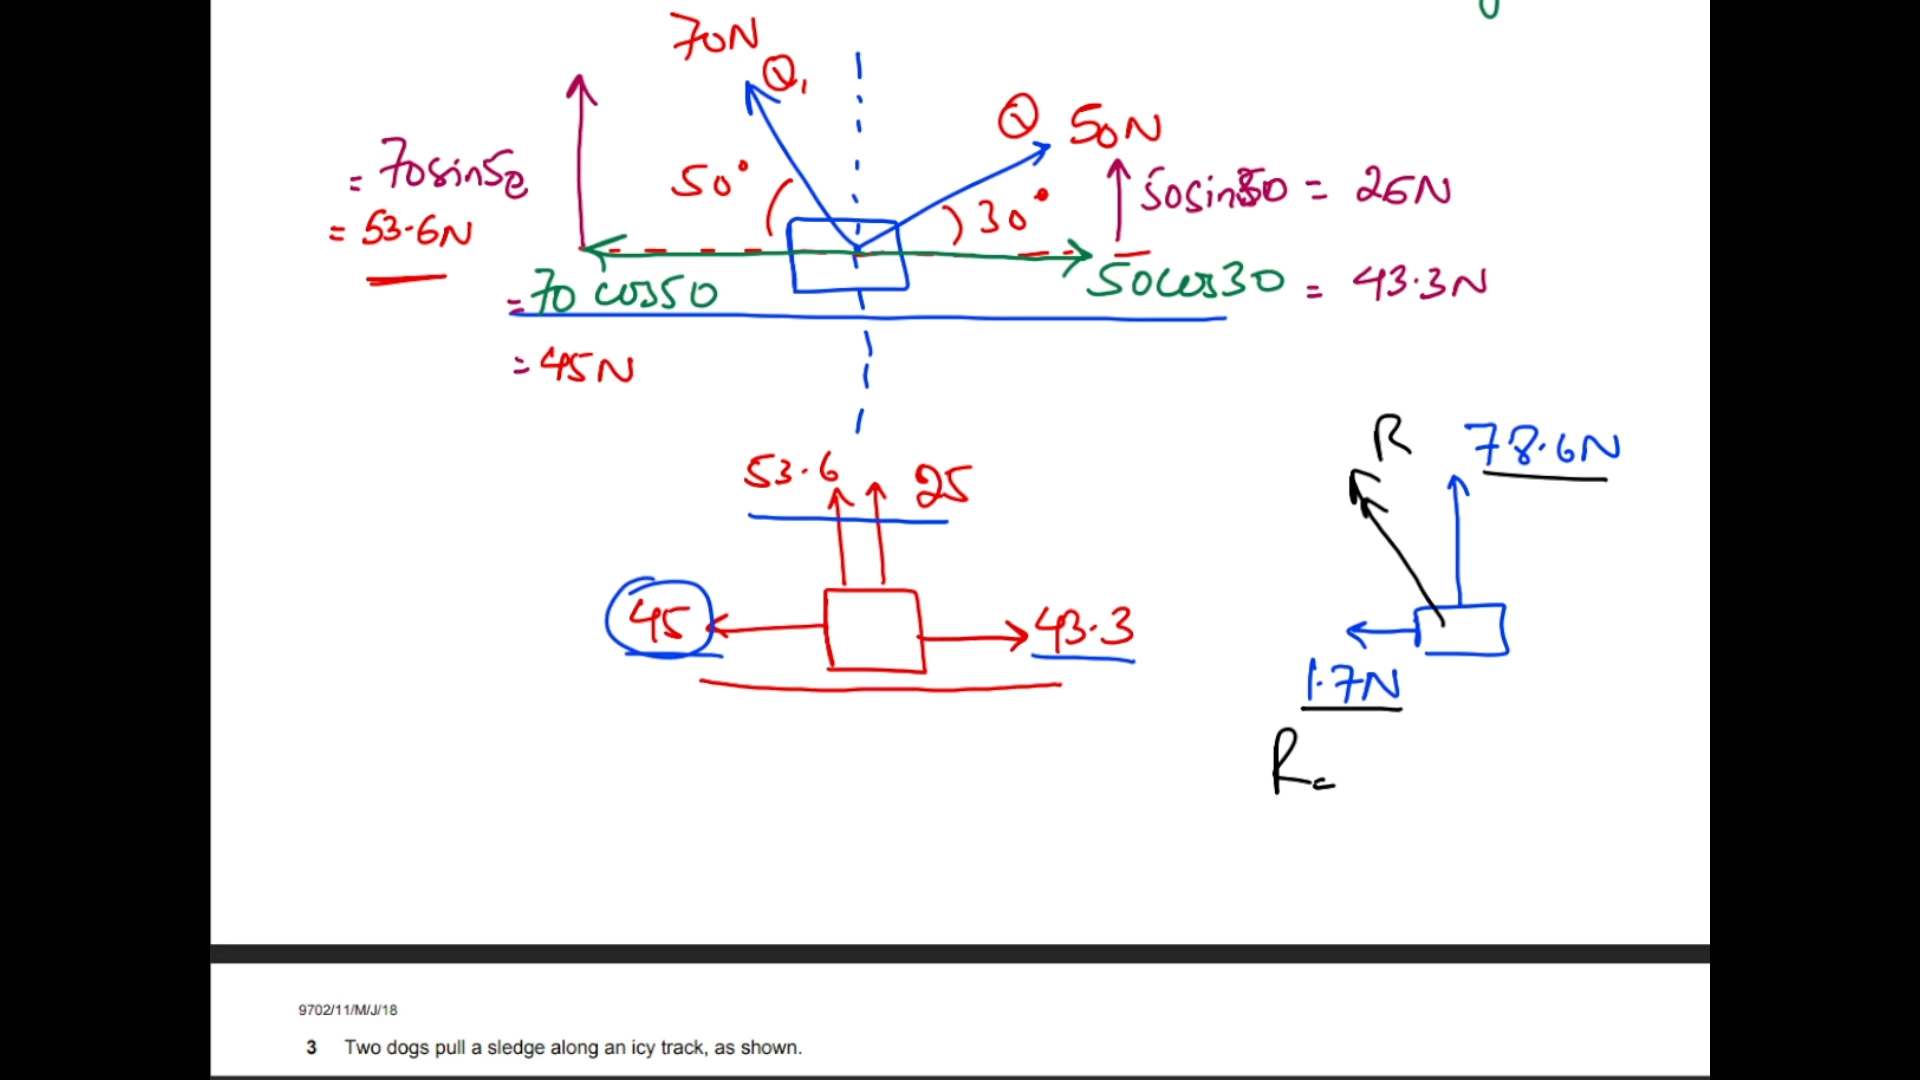 70N
Q₁
Q 50N
50°
30°
= 70sin50
= 53.6N
50sin30 = 25N
= 70 cos50
50cos30 = 43.3N
= 45N
53.6 25
45
43.3
R
78.6N
1.7N
R=
9702/11/M/J/18
3 Two dogs pull a sledge along an icy track, as shown.